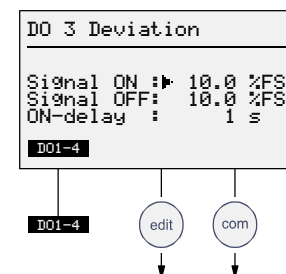 DO 3 Deviation
Signal ON : 10.0 %FS
Signal OFF: 10.0 %FS
ON-delay : 1 s
DO1-4
DO1-4 edit com